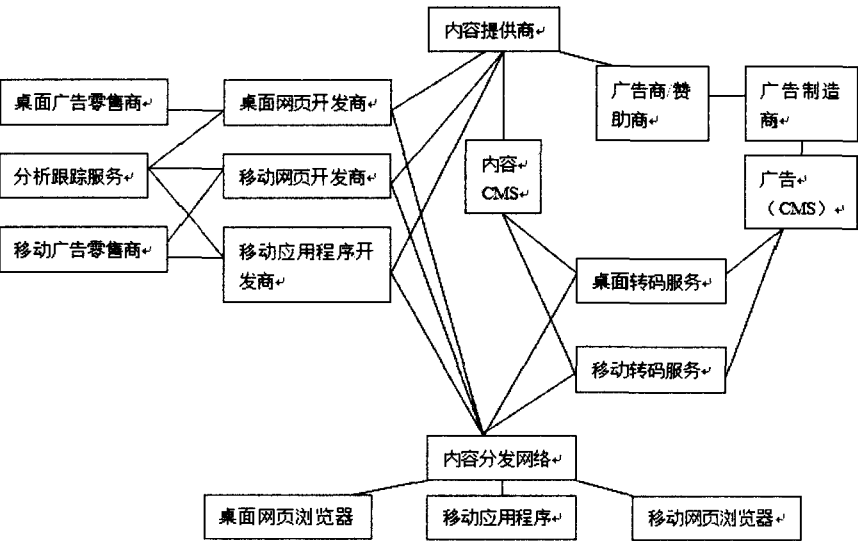 内容提供商↵
桌面广告零售商↵
桌面网页开发商↵
广告商/赞
助商↵
广告制造
商↵
分析跟踪服务↵
移动网页开发商↵
内容↵
CMS↵
广告↵
（CMS）↵
移动广告零售商↵
移动应用程序开
发商↵
桌面转码服务↵
移动转码服务↵
内容分发网络↵
桌面网页浏览器
移动应用程序↵
移动网页浏览器↵